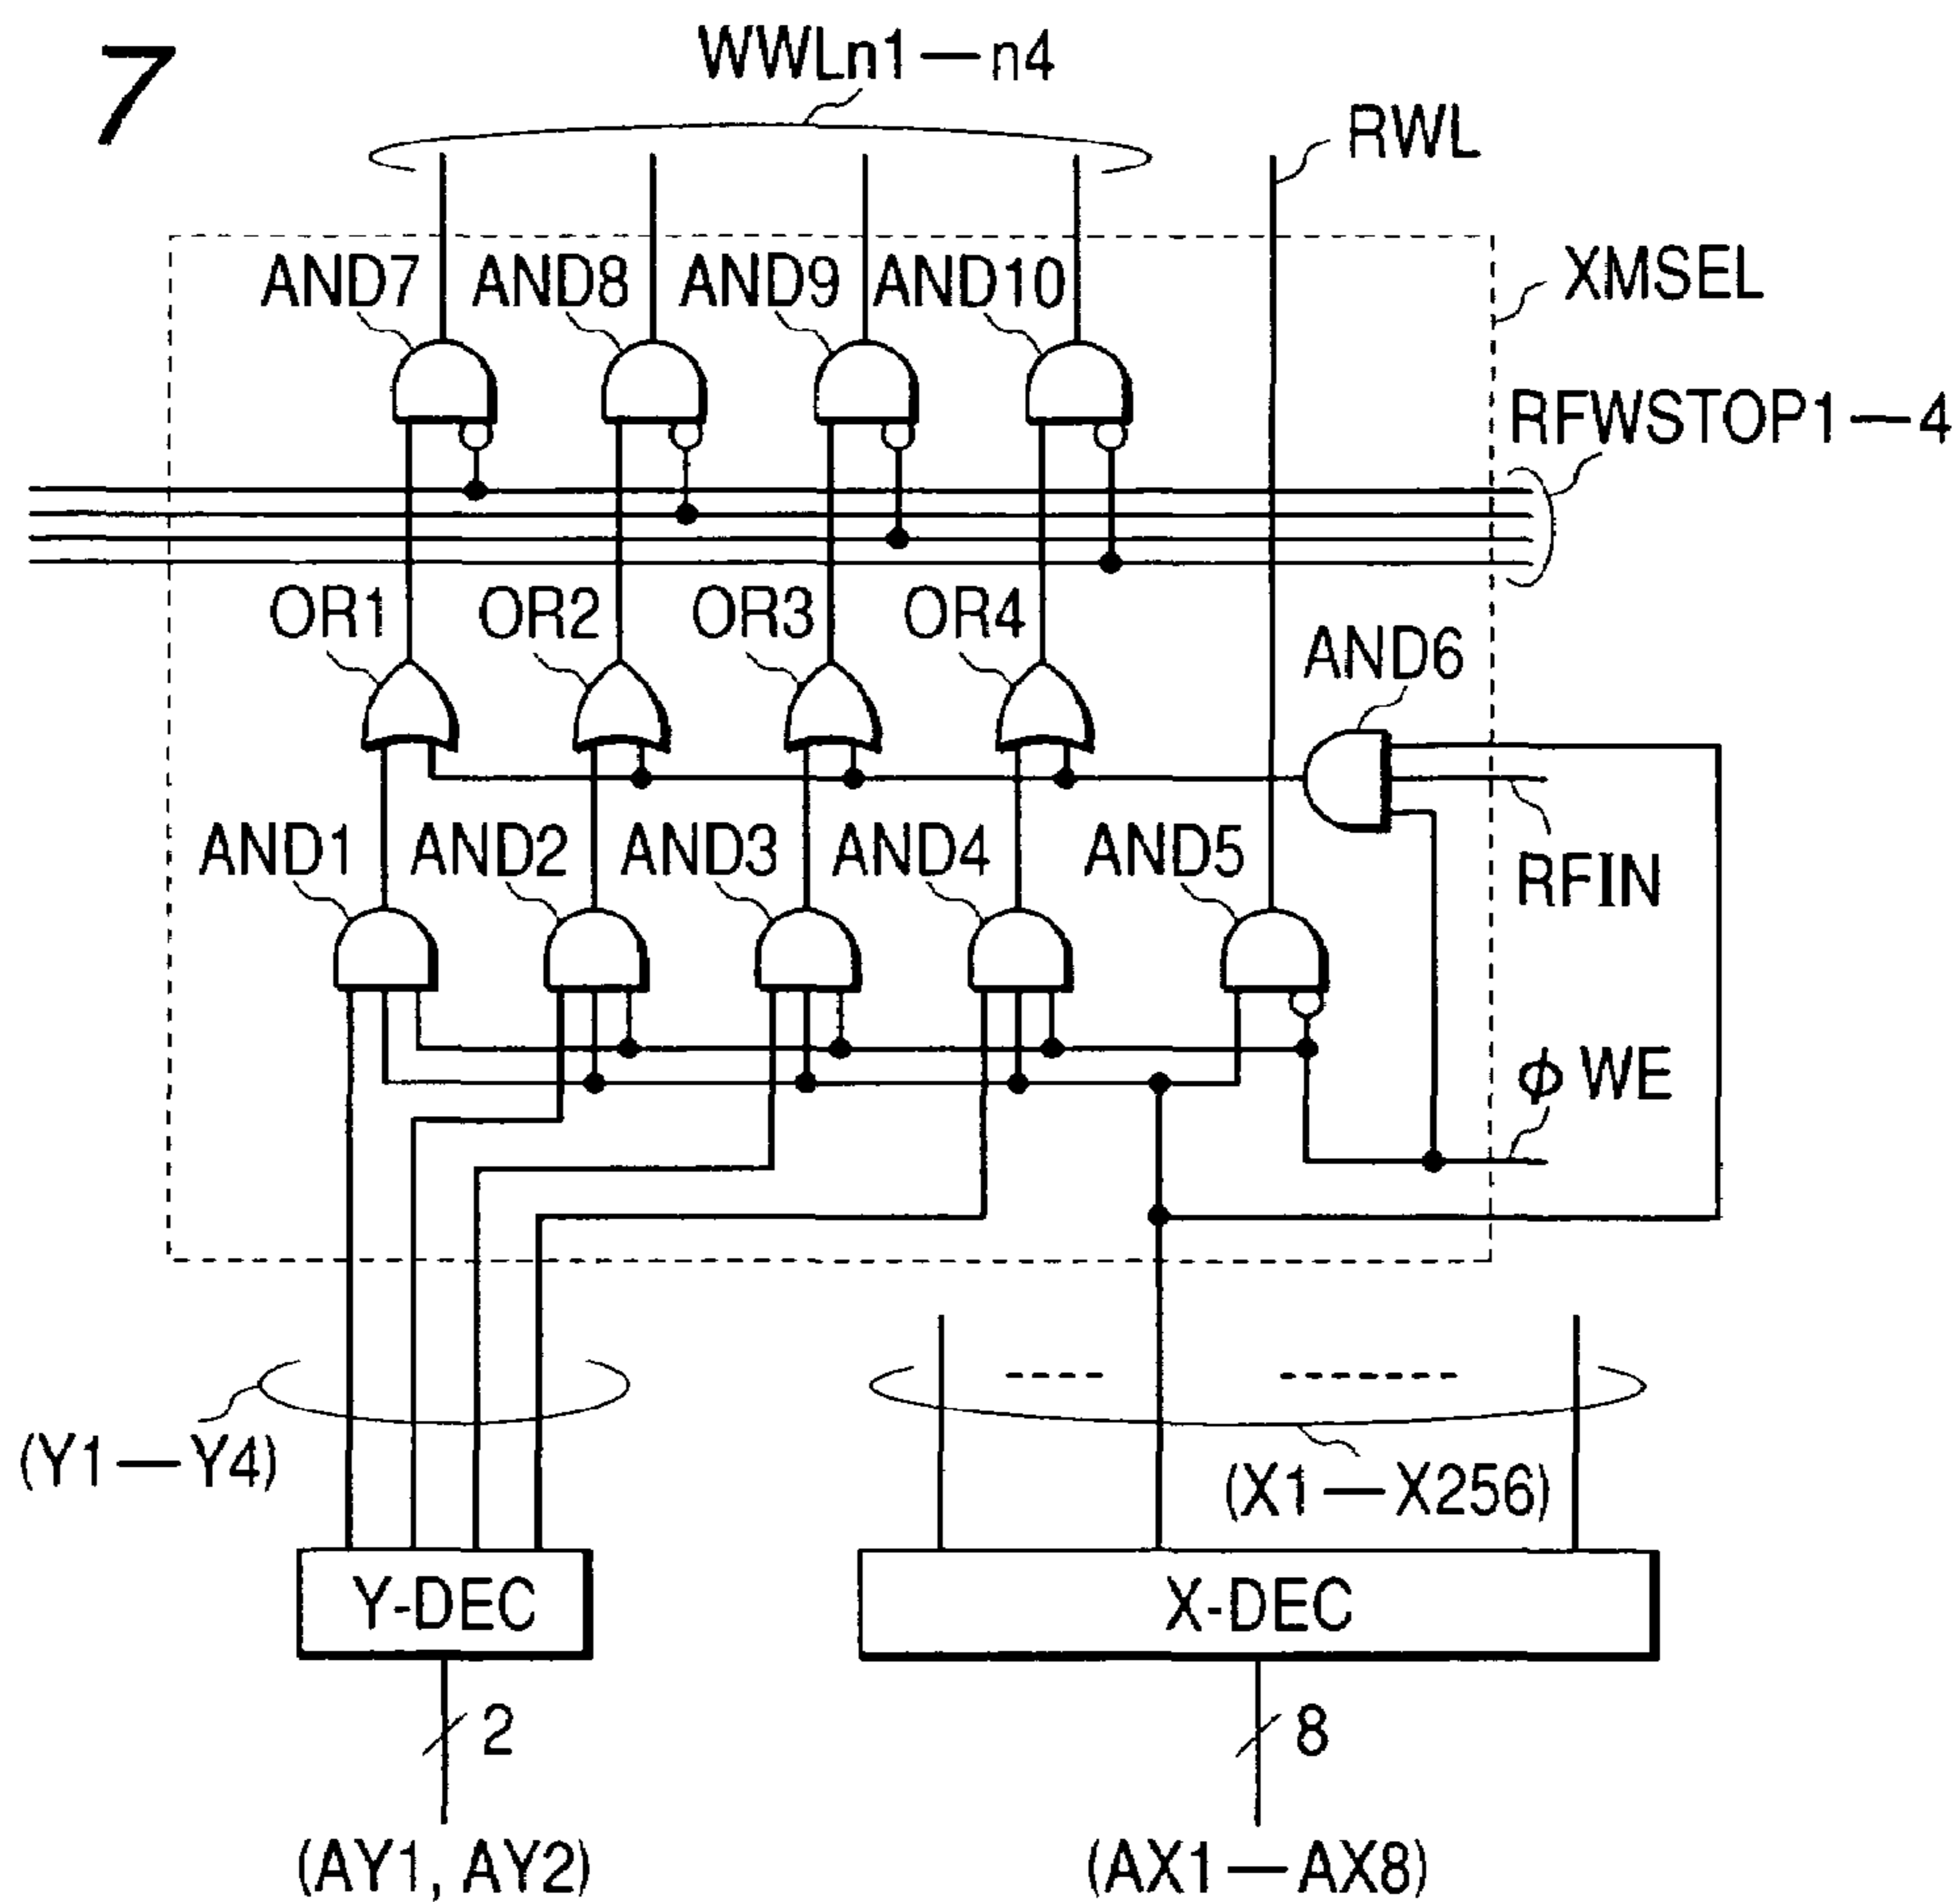 7
WWLn1—n4
RWL
AND7
AND8
AND9
AND10
XMSEL
RFWSTOP1—4
OR1
OR2
OR3
OR4
AND6
AND1
AND2
AND3
AND4
AND5
RFIN
ϕ WE
(Y1—Y4)
(X1—X256)
Y-DEC
X-DEC
2
8
(AY1, AY2)
(AX1—AX8)